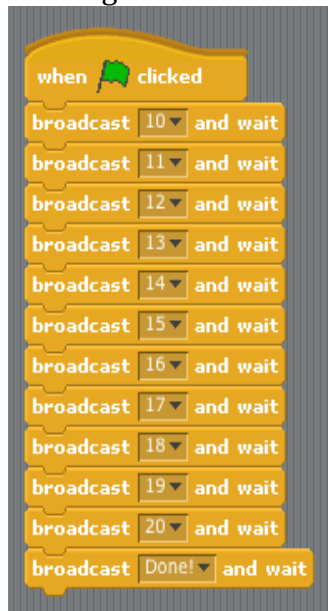 when clicked
broadcast 10 and wait
broadcast 11 and wait
broadcast 12 and wait
broadcast 13 and wait
broadcast 14 and wait
broadcast 15 and wait
broadcast 16 and wait
broadcast 17 and wait
broadcast 18 and wait
broadcast 19 and wait
broadcast 20 and wait
broadcast Done! and wait